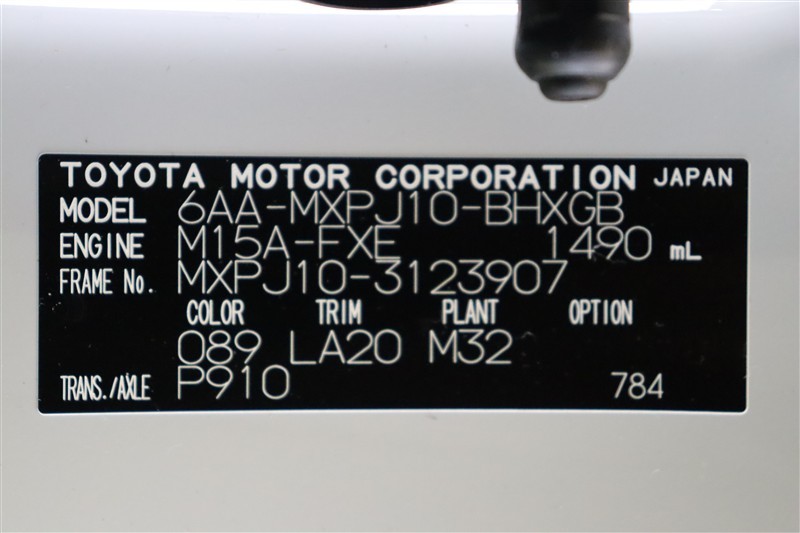 TOYOTA MOTOR CORPORATION JAPAN
MODEL 6AA-MXPJ10-BHXGB
ENGINE M15A-FXE 1490 mL
FRAME No. MXPJ10-3123907
COLOR TRIM PLANT OPTION
089 LA20 M32
TRANS./AXLE P910 784